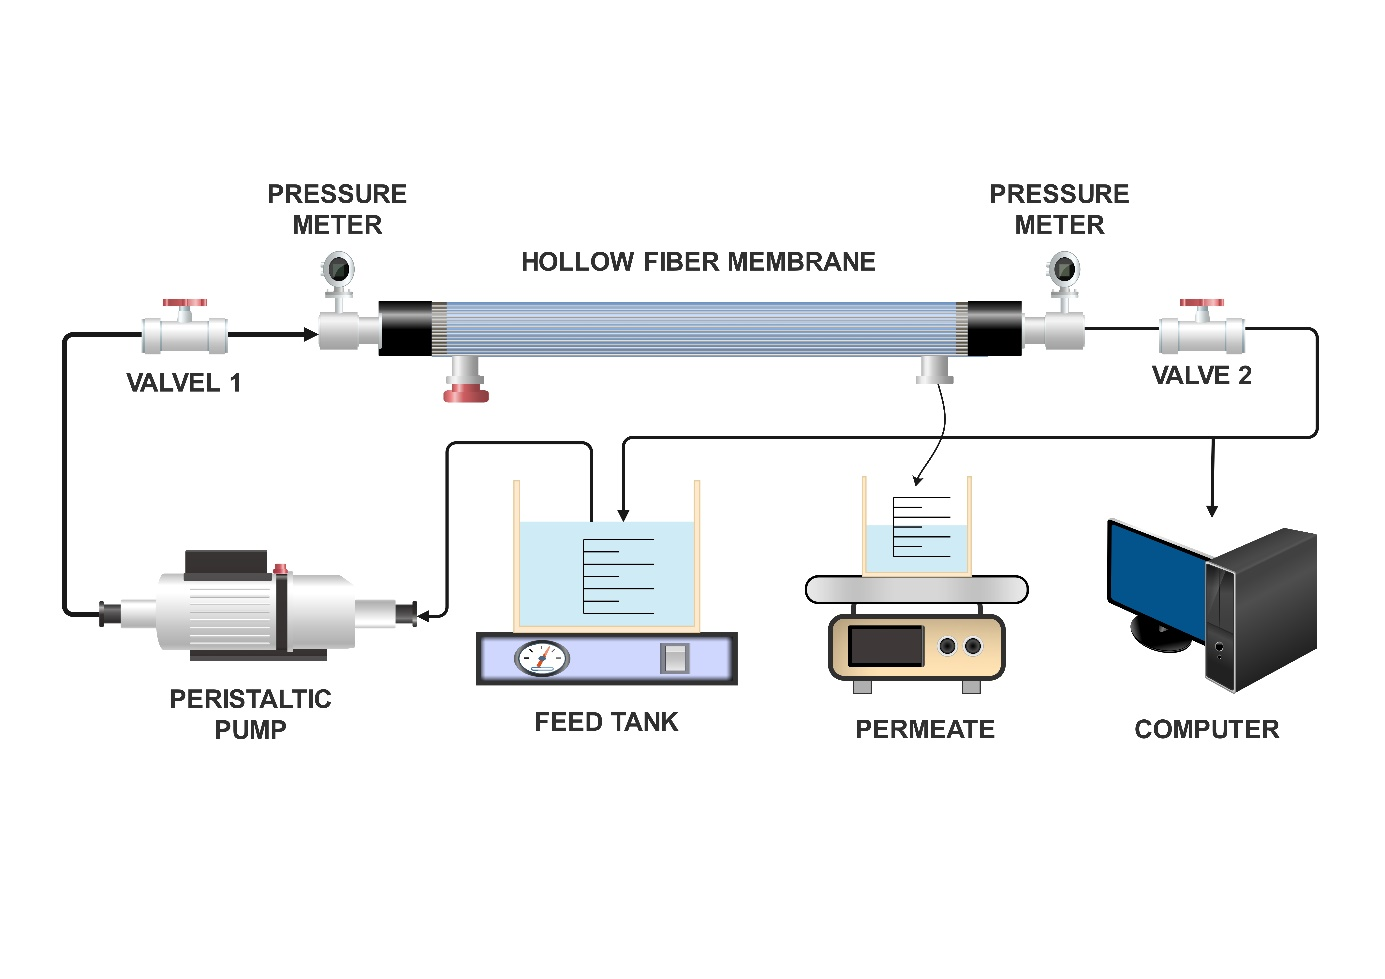 PRESSURE
METER
PRESSURE
METER
HOLLOW FIBER MEMBRANE
VALVEL 1
VALVE 2
PERISTALTIC
PUMP
FEED TANK
PERMEATE
COMPUTER